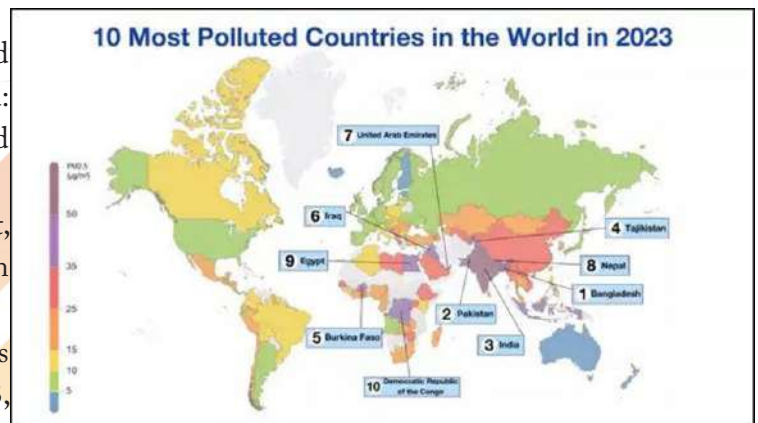 10 Most Polluted Countries in the World in 2023
7 United Arab Emirates
PM2.5
(µg/m³)
50
35
25
15
10
5
6 Iraq
4 Tajikistan
9 Egypt
8 Nepal
1 Bangladesh
2 Pakistan
5 Burkina Faso
3 India
10 Democratic Republic
of the Congo